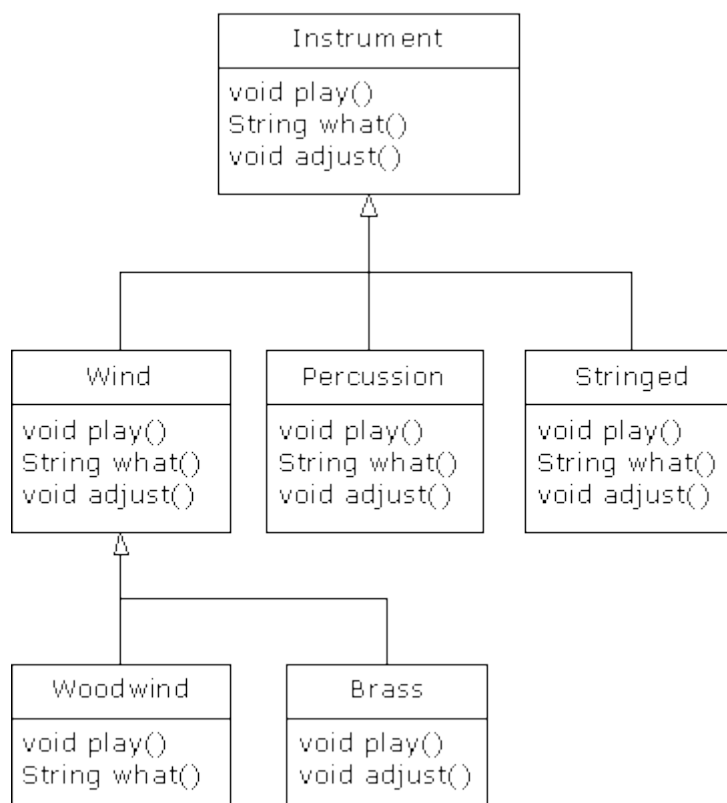 Instrument
void play()
String what()
void adjust()
Wind
void play()
String what()
void adjust()
Percussion
void play()
String what()
void adjust()
Stringed
void play()
String what()
void adjust()
Woodwind
void play()
String what()
Brass
void play()
void adjust()